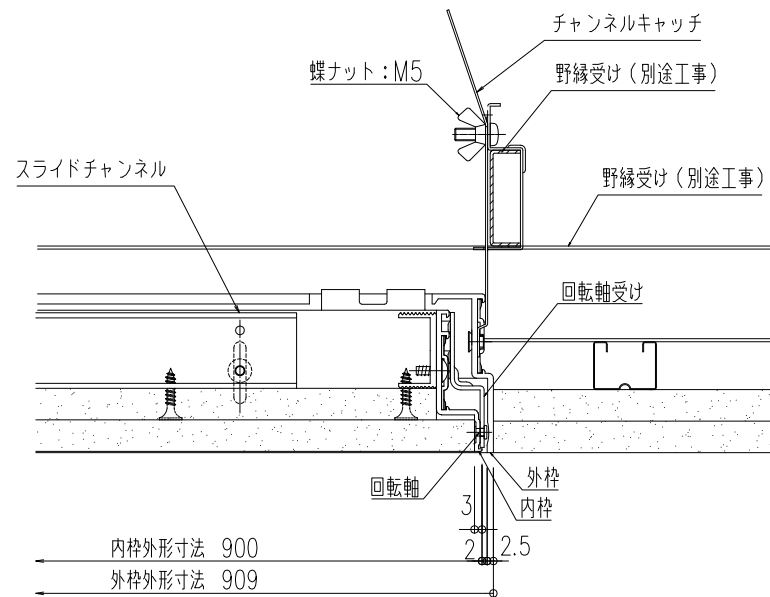 チャンネルキャッチ
蝶ナット：M5
野縁受け（別途工事）
スライドチャンネル
野縁受け（別途工事）
回転軸受け
外枠
回転軸
内枠
3
内枠外形寸法 900
2
2.5
外枠外形寸法 909